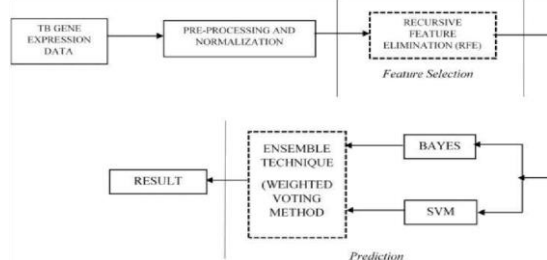 TB GENE
EXPRESSION
DATA
PRE-PROCESSING AND
NORMALIZATION
RECURSIVE
FEATURE
ELIMINATION (RFE)
Feature Selection
ENSEMBLE
TECHNIQUE
(WEIGHTED
VOTING
METHOD
BAYES
RESULT
SVM
Prediction